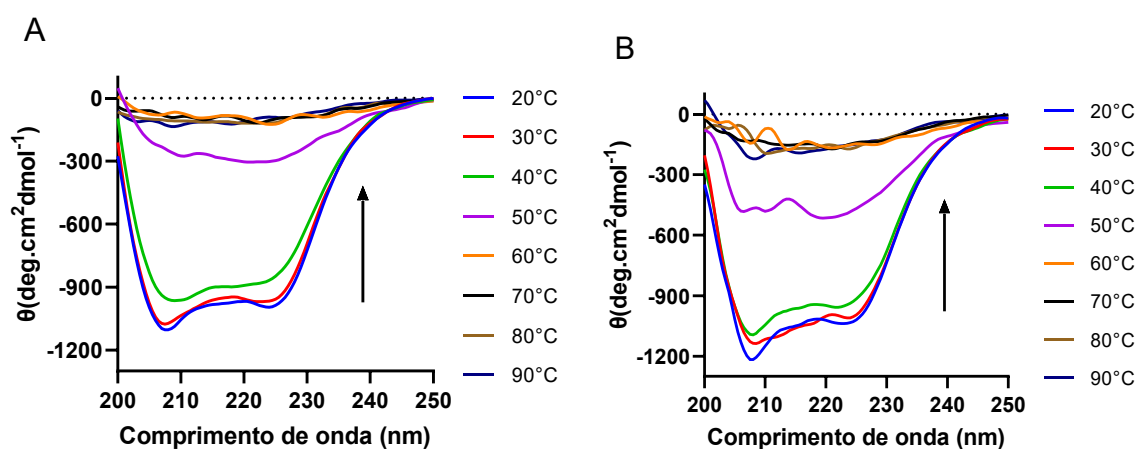 A
θ(deg.cm²dmol⁻¹)
0
-300
-600
-900
-1200
200 210 220 230 240 250
Comprimento de onda (nm)
20°C
30°C
40°C
50°C
60°C
70°C
80°C
90°C
B
θ(deg.cm²dmol⁻¹)
0
-300
-600
-900
-1200
200 210 220 230 240 250
Comprimento de onda (nm)
20°C
30°C
40°C
50°C
60°C
70°C
80°C
90°C